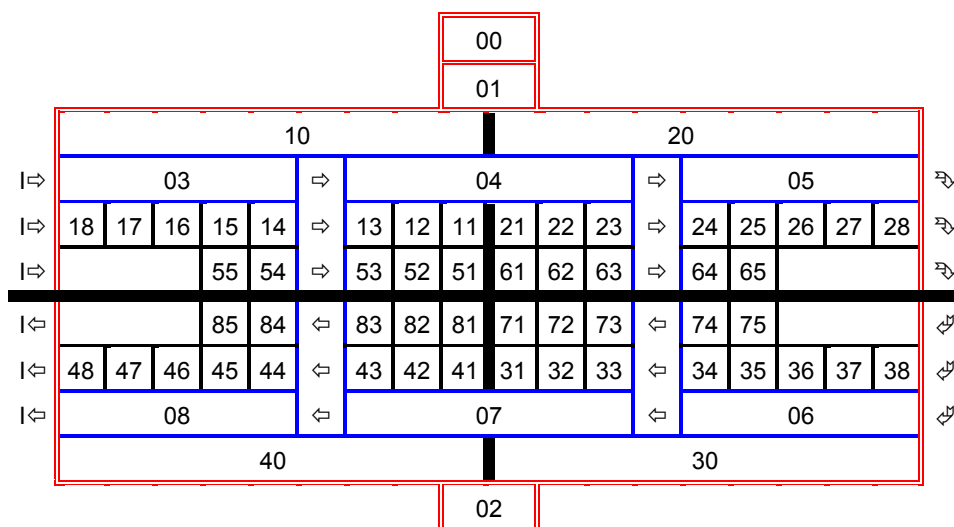 00
01
10 20
I⇨ 03 ⇨ 04 ⇨ 05
I⇨ 18 17 16 15 14 ⇨ 13 12 11 21 22 23 ⇨ 24 25 26 27 28
I⇨ 55 54 ⇨ 53 52 51 61 62 63 ⇨ 64 65
I⇦ 85 84 ⇦ 83 82 81 71 72 73 ⇦ 74 75
I⇦ 48 47 46 45 44 ⇦ 43 42 41 31 32 33 ⇦ 34 35 36 37 38
I⇦ 08 ⇦ 07 ⇦ 06
40 30
02